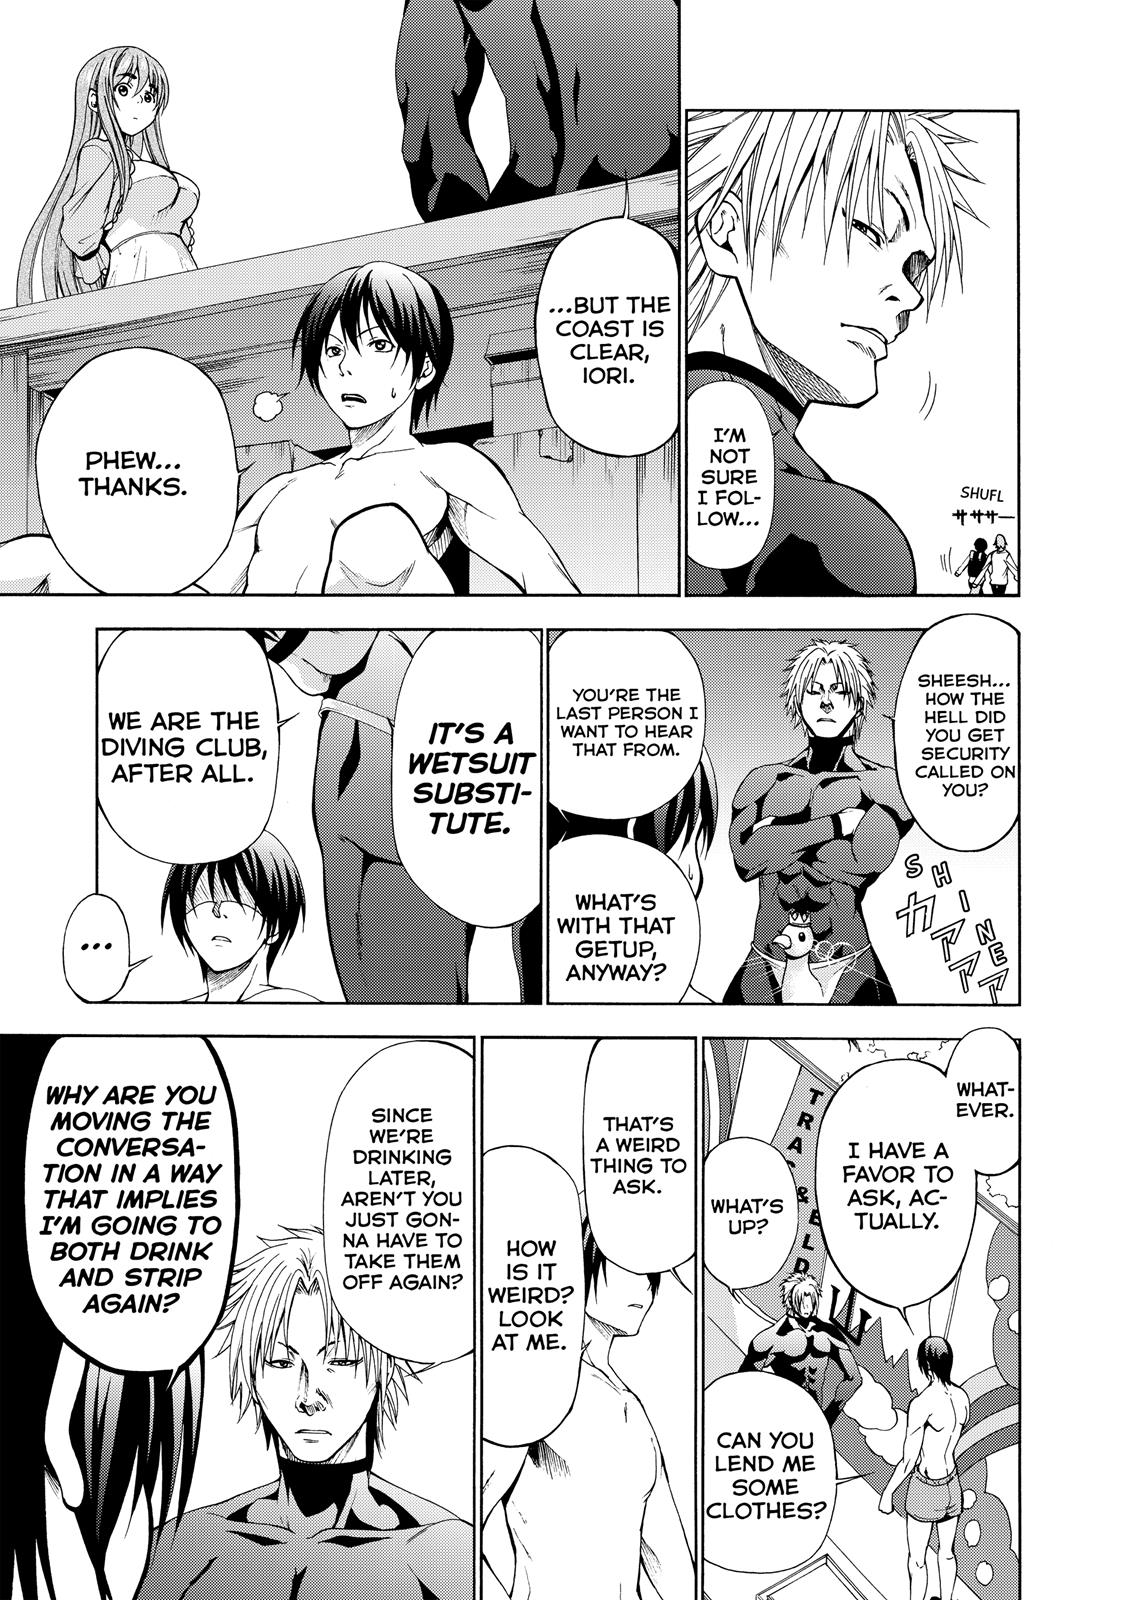 I'M
NOT
SURE
I FOL-
LOW...
SHUFL
ササササー
...BUT THE
COAST IS
CLEAR,
IORI.
PHEW...
THANKS.
SHEESH...
HOW THE
HELL DID
YOU GET
SECURITY
CALLED ON
YOU?
SHINE
カアアアア
YOU'RE THE
LAST PERSON I
WANT TO HEAR
THAT FROM.
WHAT'S
WITH THAT
GETUP,
ANYWAY?
IT'S A
WETSUIT
SUBSTI-
TUTE.
WE ARE THE
DIVING CLUB,
AFTER ALL.
...
WHAT-
EVER.
I HAVE A
FAVOR TO
ASK, AC-
TUALLY.
WHAT'S
UP?
CAN YOU
LEND ME
SOME
CLOTHES?
THAT'S
A WEIRD
THING TO
ASK.
HOW
IS IT
WEIRD?
LOOK
AT ME.
SINCE
WE'RE
DRINKING
LATER,
AREN'T YOU
JUST GON-
NA HAVE TO
TAKE THEM
OFF AGAIN?
WHY ARE YOU
MOVING THE
CONVERSA-
TION IN A WAY
THAT IMPLIES
I'M GOING TO
BOTH DRINK
AND STRIP
AGAIN?